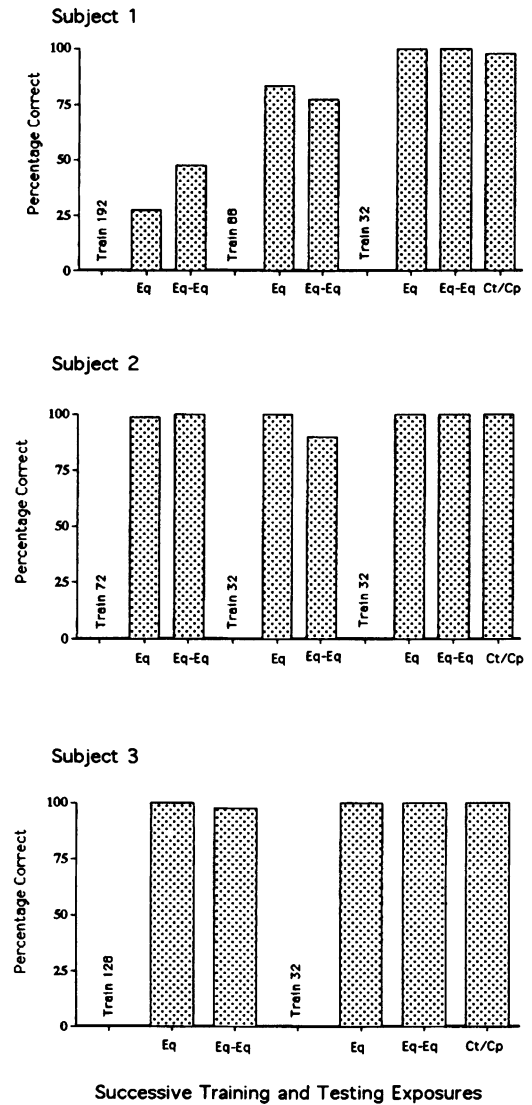 Subject 1
Percentage Correct
100
75
50
25
0
Train 192
Train 88
Train 32
Eq Eq-Eq Eq Eq-Eq Eq Eq-Eq Ct/Cp
Subject 2
Percentage Correct
100
75
50
25
0
Train 72
Train 32
Train 32
Eq Eq-Eq Eq Eq-Eq Eq Eq-Eq Ct/Cp
Subject 3
Percentage Correct
100
75
50
25
0
Train 128
Train 32
Eq Eq-Eq Eq Eq-Eq Ct/Cp
Successive Training and Testing Exposures